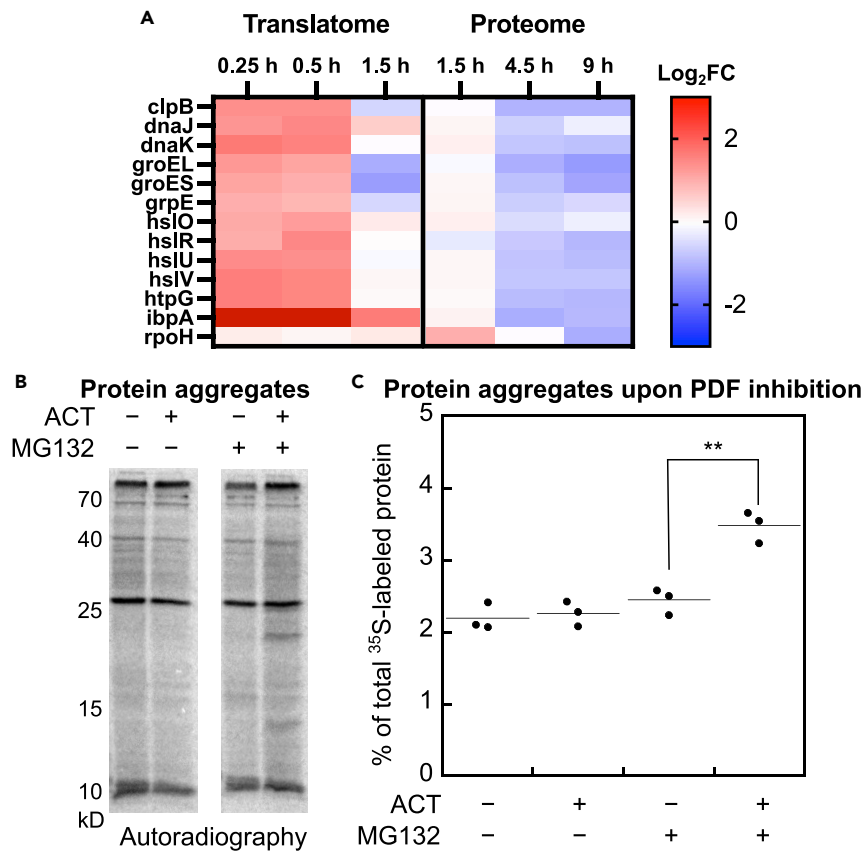 A
Translatome Proteome
0.25 h 0.5 h 1.5 h 1.5 h 4.5 h 9 h
Log₂FC
clpB
dnaJ
dnaK
groEL
groES
grpE
hslO
hslR
hslU
hslV
htpG
ibpA
rpoH
2
0
-2
B Protein aggregates
ACT − + − +
MG132 − − + +
70
40
25
15
10
kD
Autoradiography
C Protein aggregates upon PDF inhibition
% of total ³⁵S-labeled protein
5
4
3
2
1
0
**
ACT − + − +
MG132 − − + +